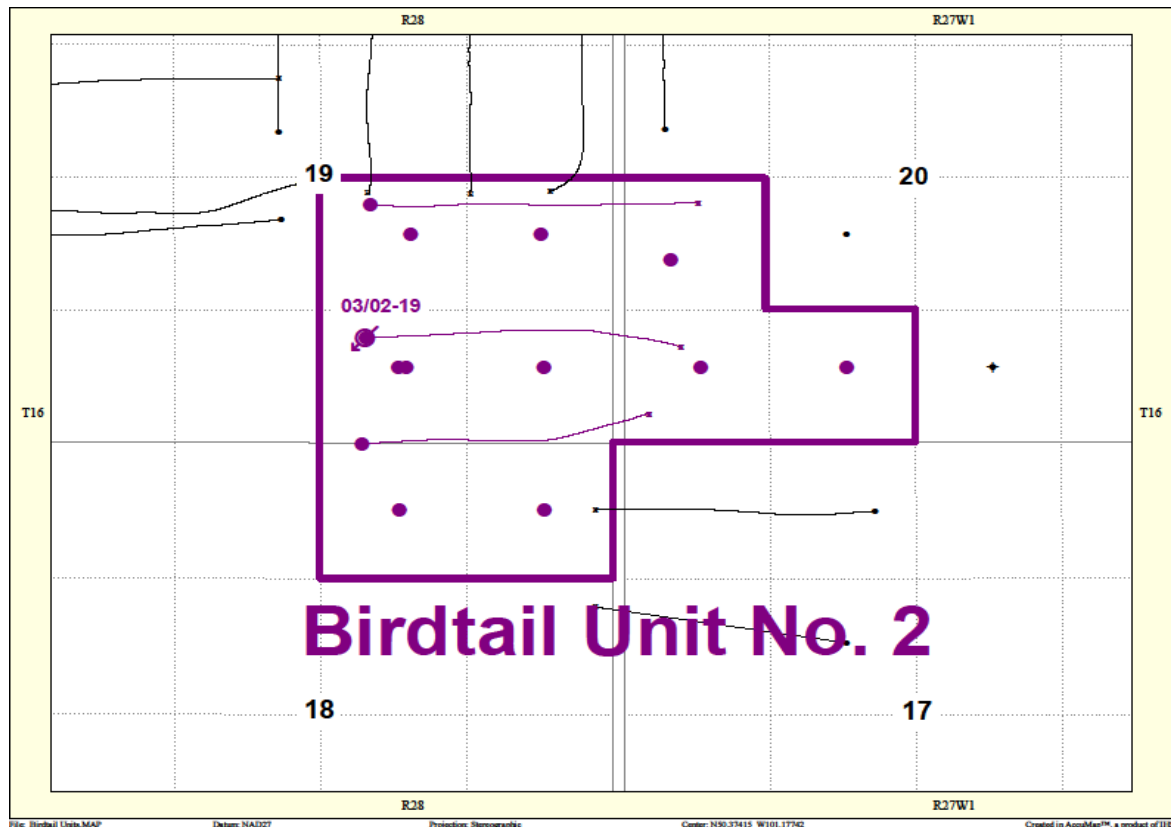 R28 R27W1
19 20
03/02-19
T16 T16
Birdtail Unit No. 2
18 17
R28 R27W1
File: Birdtail Units.MAP Datum: NAD27 Projection: Stereographic Center: N50.37415 W101.17742 Created in AccuMap™, a product of IHS